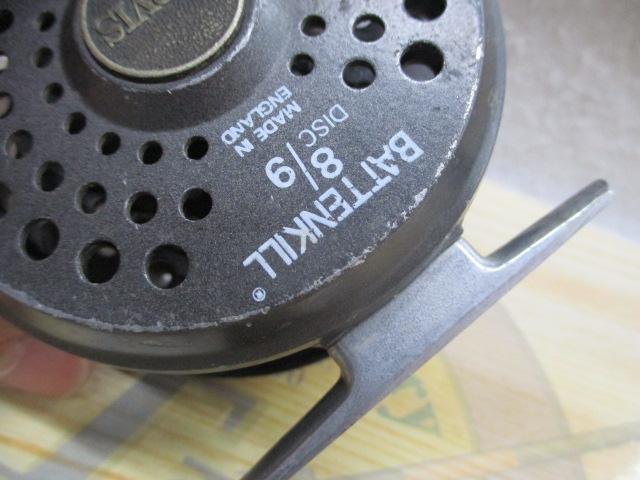 BATTENKILL®
DISC 8/9
MADE IN
ENGLAND